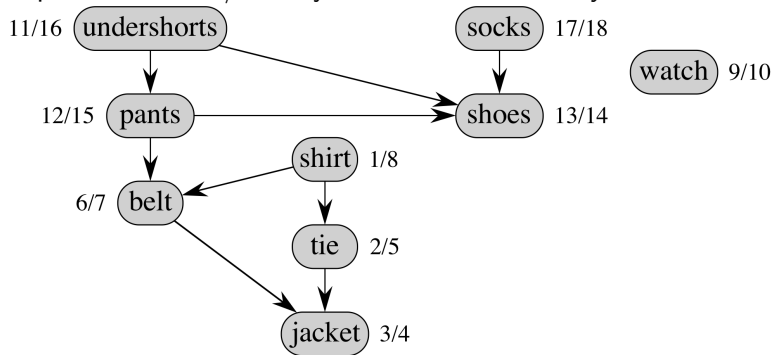 11/16 undershorts socks 17/18
watch 9/10
12/15 pants shoes 13/14
shirt 1/8
6/7 belt
tie 2/5
jacket 3/4